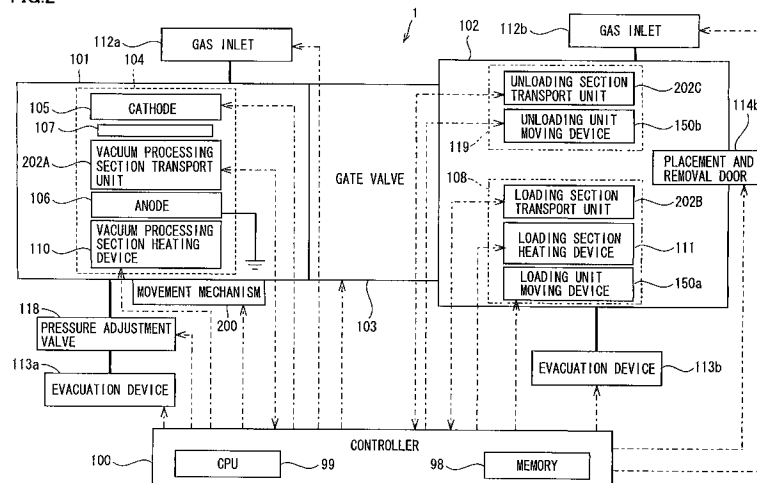 FIG.2
1
112a
GAS INLET
112b
GAS INLET
102
101
104
105
CATHODE
107
202A
VACUUM PROCESSING
SECTION TRANSPORT
UNIT
106
ANODE
110
VACUUM PROCESSING
SECTION HEATING
DEVICE
GATE VALVE
UNLOADING SECTION
TRANSPORT UNIT
202C
UNLOADING UNIT
MOVING DEVICE
150b
119
114b
PLACEMENT AND
REMOVAL DOOR
108
LOADING SECTION
TRANSPORT UNIT
202B
LOADING SECTION
HEATING DEVICE
111
LOADING UNIT
MOVING DEVICE
150a
MOVEMENT MECHANISM
200
103
118
PRESSURE ADJUSTMENT
VALVE
113a
EVACUATION DEVICE
EVACUATION DEVICE
113b
CONTROLLER
100
CPU
99
98
MEMORY